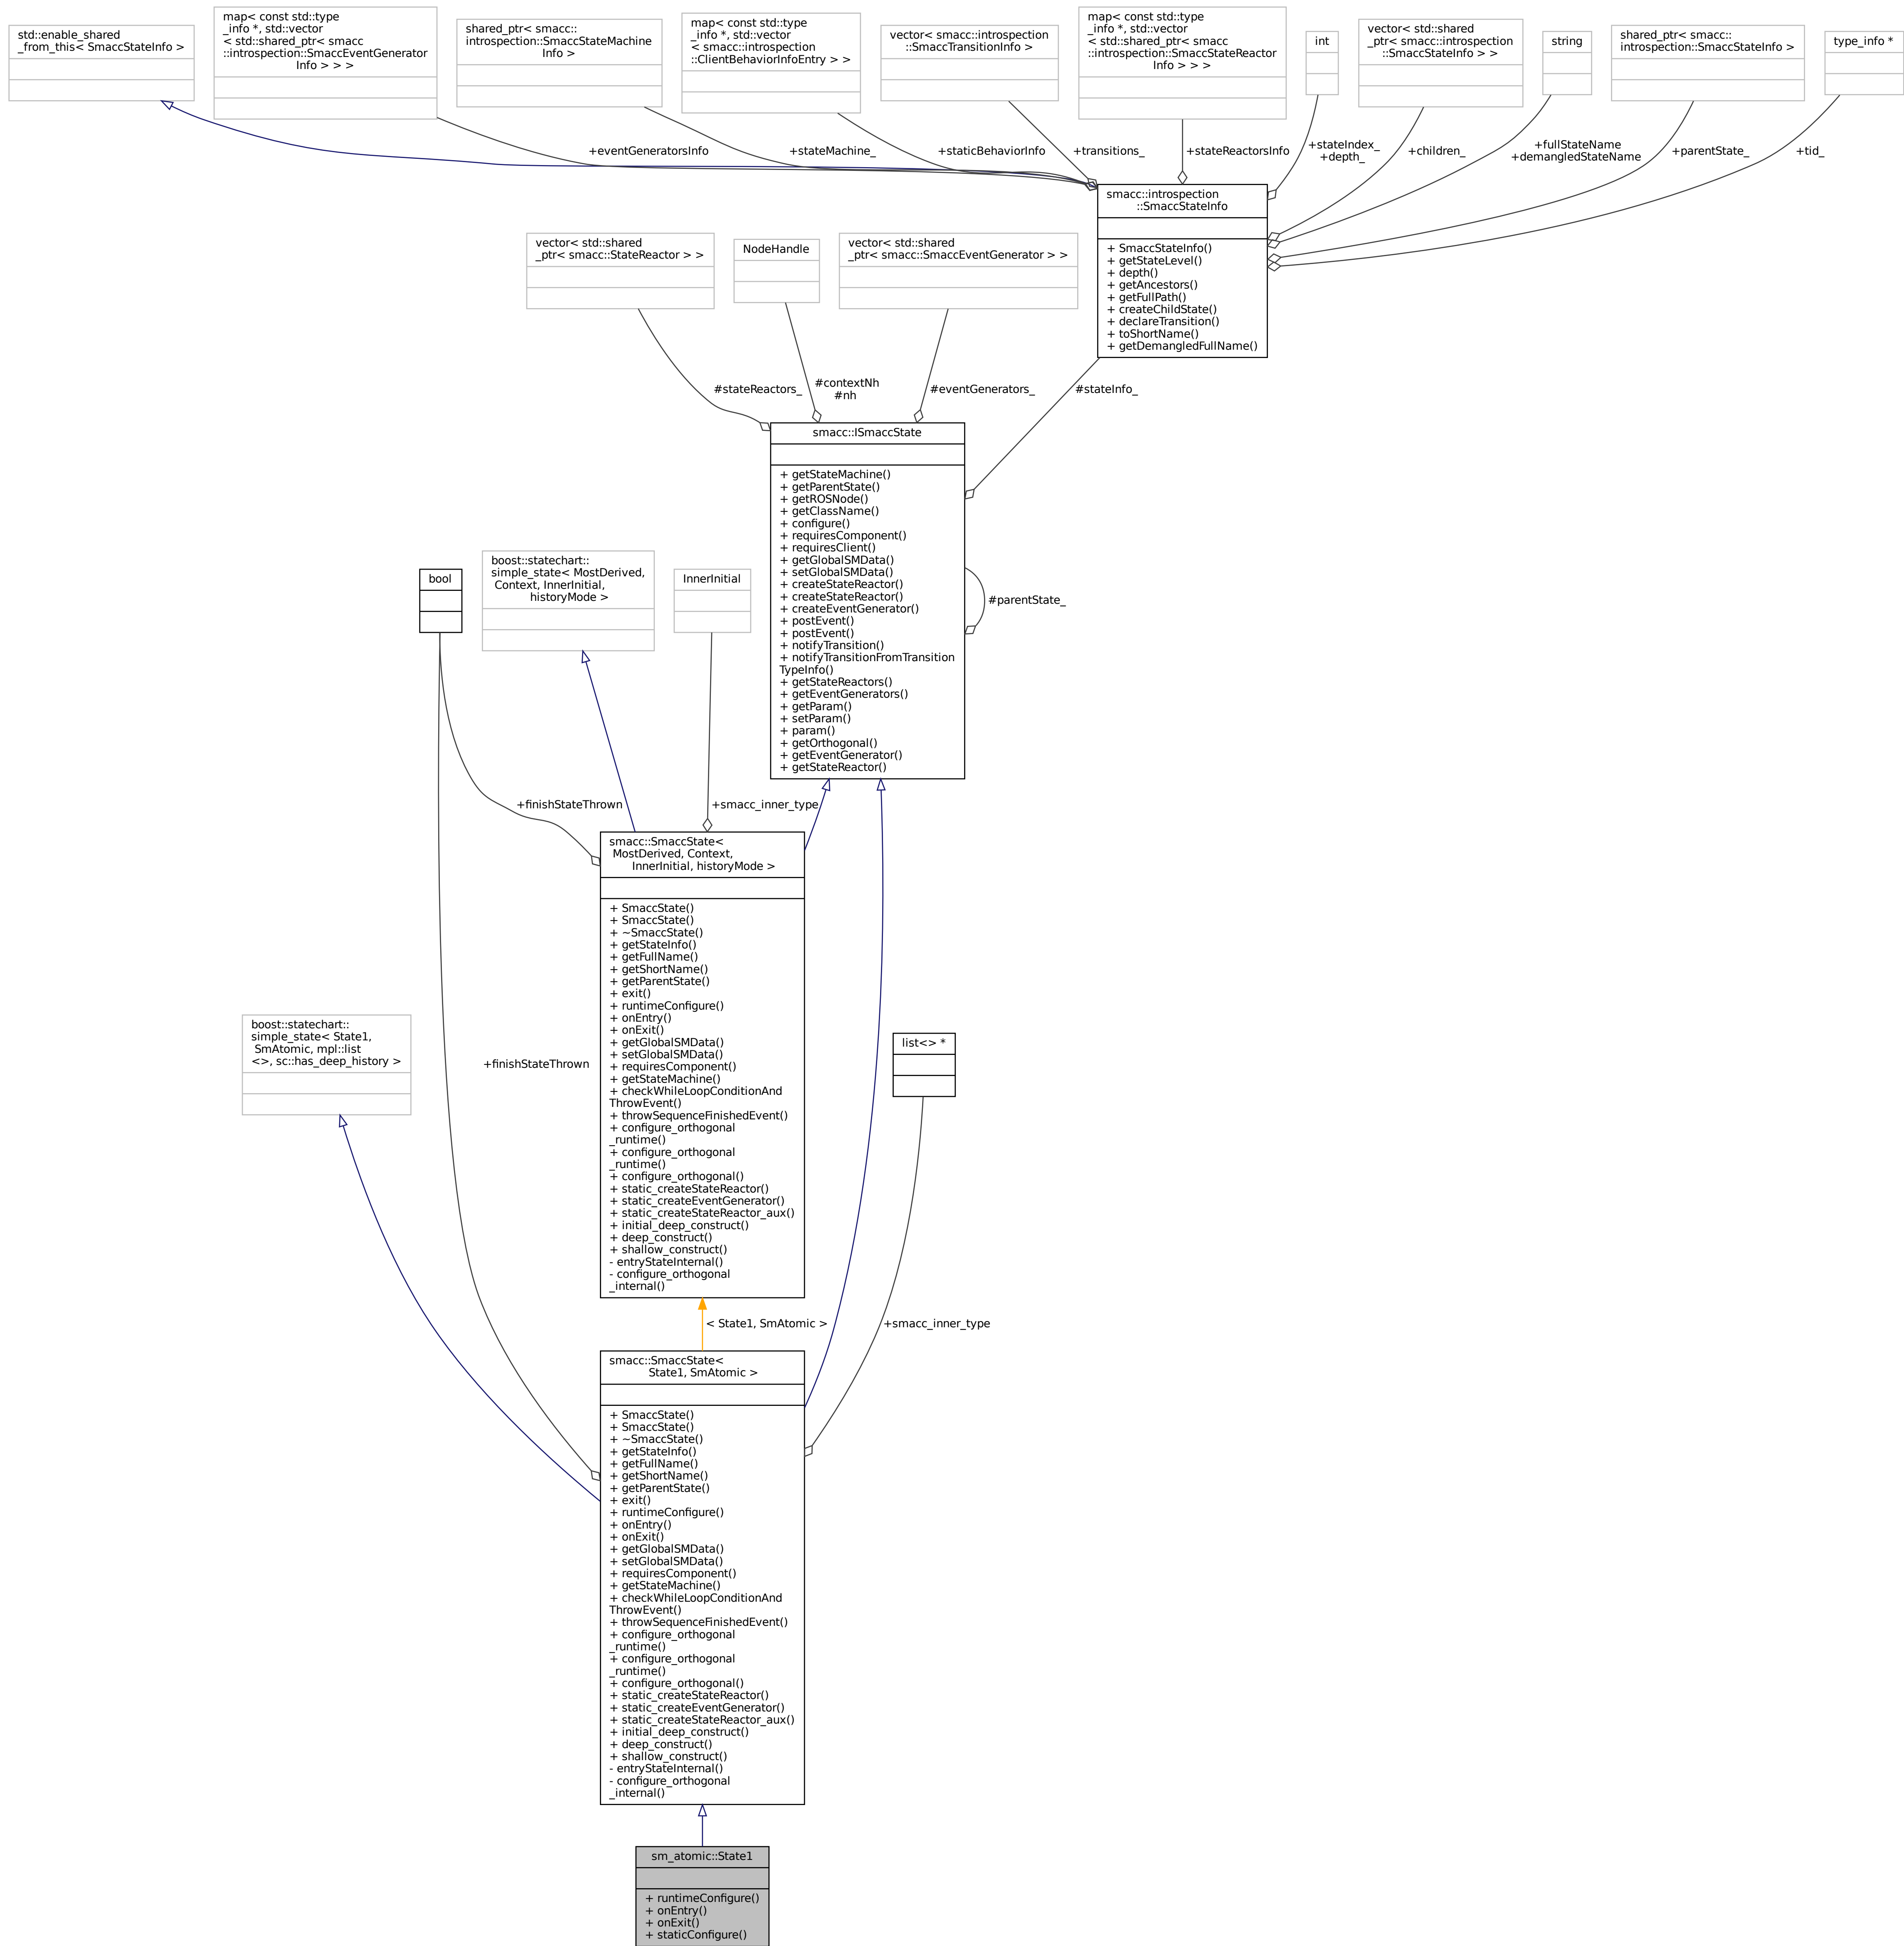 std::enable_shared
_from_this< SmaccStateInfo >
map< const std::type
_info *, std::vector
< std::shared_ptr< smacc
::introspection::SmaccEventGenerator
Info > > >
shared_ptr< smacc::
introspection::SmaccStateMachine
Info >
map< const std::type
_info *, std::vector
< smacc::introspection
::ClientBehaviorInfoEntry > >
vector< smacc::introspection
::SmaccTransitionInfo >
map< const std::type
_info *, std::vector
< std::shared_ptr< smacc
::introspection::SmaccStateReactor
Info > > >
int
vector< std::shared
_ptr< smacc::introspection
::SmaccStateInfo > >
string
shared_ptr< smacc::
introspection::SmaccStateInfo >
type_info *
+eventGeneratorsInfo
+stateMachine_
+staticBehaviorInfo
+transitions_
+stateReactorsInfo
+stateIndex_
+depth_
+children_
+fullStateName
+demangledStateName
+parentState_
+tid_
smacc::introspection
::SmaccStateInfo
+ SmaccStateInfo()
+ getStateLevel()
+ depth()
+ getAncestors()
+ getFullPath()
+ createChildState()
+ declareTransition()
+ toShortName()
+ getDemangledFullName()
vector< std::shared
_ptr< smacc::StateReactor > >
NodeHandle
vector< std::shared
_ptr< smacc::SmaccEventGenerator > >
#stateReactors_
#contextNh
#nh
#eventGenerators_
#stateInfo_
smacc::ISmaccState
+ getStateMachine()
+ getParentState()
+ getROSNode()
+ getClassName()
+ configure()
+ requiresComponent()
+ requiresClient()
+ getGlobalSMData()
+ setGlobalSMData()
+ createStateReactor()
+ createStateReactor()
+ createEventGenerator()
+ postEvent()
+ postEvent()
+ notifyTransition()
+ notifyTransitionFromTransition
TypeInfo()
+ getStateReactors()
+ getEventGenerators()
+ getParam()
+ setParam()
+ param()
+ getOrthogonal()
+ getEventGenerator()
+ getStateReactor()
#parentState_
bool
boost::statechart::
simple_state< MostDerived,
Context, InnerInitial,
historyMode >
InnerInitial
+finishStateThrown
+smacc_inner_type
smacc::SmaccState<
MostDerived, Context,
InnerInitial, historyMode >
+ SmaccState()
+ SmaccState()
+ ~SmaccState()
+ getStateInfo()
+ getFullName()
+ getShortName()
+ getParentState()
+ exit()
+ runtimeConfigure()
+ onEntry()
+ onExit()
+ getGlobalSMData()
+ setGlobalSMData()
+ requiresComponent()
+ getStateMachine()
+ checkWhileLoopConditionAnd
ThrowEvent()
+ throwSequenceFinishedEvent()
+ configure_orthogonal
_runtime()
+ configure_orthogonal
_runtime()
+ configure_orthogonal()
+ static_createStateReactor()
+ static_createEventGenerator()
+ static_createStateReactor_aux()
+ initial_deep_construct()
+ deep_construct()
+ shallow_construct()
- entryStateInternal()
- configure_orthogonal
_internal()
boost::statechart::
simple_state< State1,
SmAtomic, mpl::list
<>, sc::has_deep_history >
+finishStateThrown
list<> *
< State1, SmAtomic >
+smacc_inner_type
smacc::SmaccState<
State1, SmAtomic >
+ SmaccState()
+ SmaccState()
+ ~SmaccState()
+ getStateInfo()
+ getFullName()
+ getShortName()
+ getParentState()
+ exit()
+ runtimeConfigure()
+ onEntry()
+ onExit()
+ getGlobalSMData()
+ setGlobalSMData()
+ requiresComponent()
+ getStateMachine()
+ checkWhileLoopConditionAnd
ThrowEvent()
+ throwSequenceFinishedEvent()
+ configure_orthogonal
_runtime()
+ configure_orthogonal
_runtime()
+ configure_orthogonal()
+ static_createStateReactor()
+ static_createEventGenerator()
+ static_createStateReactor_aux()
+ initial_deep_construct()
+ deep_construct()
+ shallow_construct()
- entryStateInternal()
- configure_orthogonal
_internal()
sm_atomic::State1
+ runtimeConfigure()
+ onEntry()
+ onExit()
+ staticConfigure()